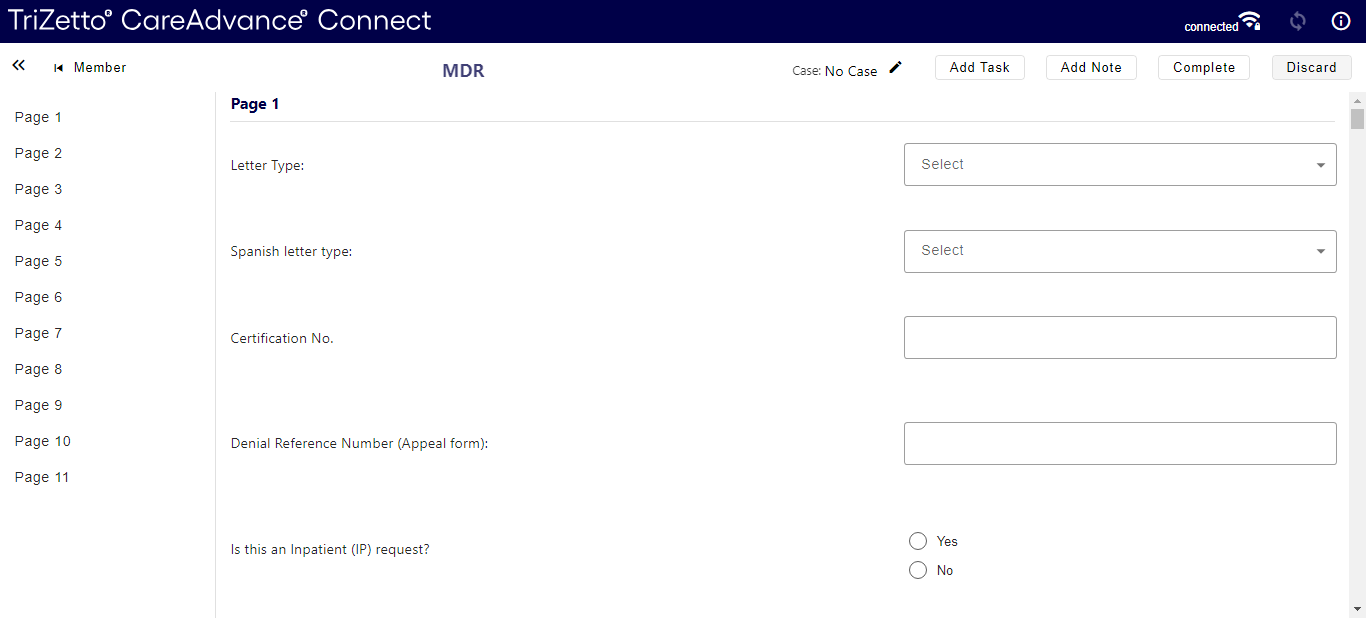 TriZetto® CareAdvance® Connect
connected
Member
MDR
Case: No Case
Add Task
Add Note
Complete
Discard
Page 1
Page 2
Page 3
Page 4
Page 5
Page 6
Page 7
Page 8
Page 9
Page 10
Page 11
Page 1
Letter Type:
Select
Spanish letter type:
Select
Certification No.
Denial Reference Number (Appeal form):
Is this an Inpatient (IP) request?
Yes
No